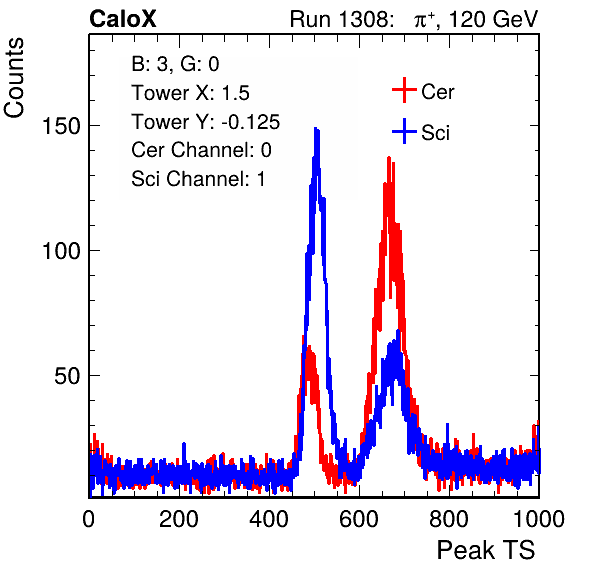 CaloX Run 1308: π⁺, 120 GeV
B: 3, G: 0
Tower X: 1.5
Tower Y: -0.125
Cer Channel: 0
Sci Channel: 1
Cer
Sci
Counts
150
100
50
0 200 400 600 800 1000
Peak TS